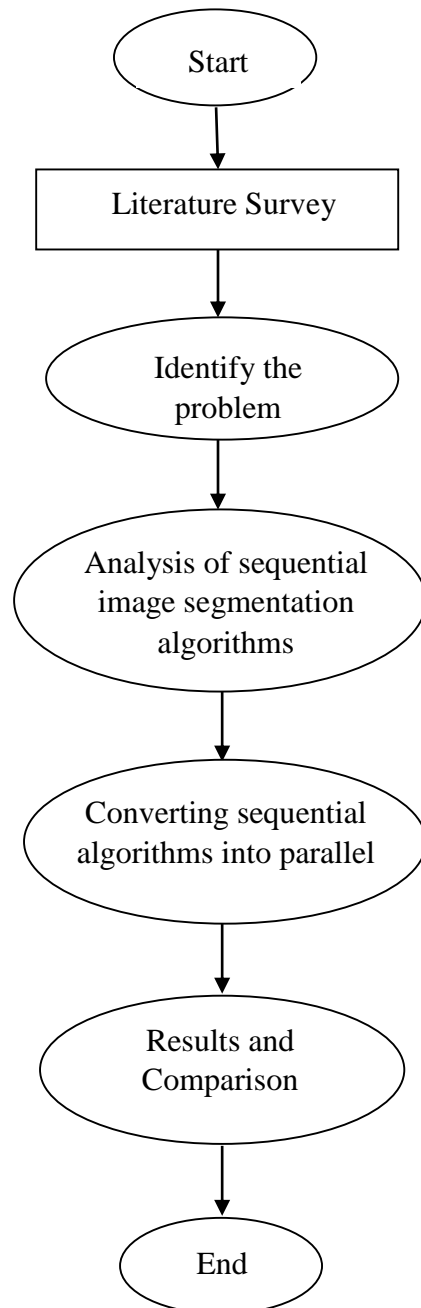 Start
Literature Survey
Identify the
problem
Analysis of sequential
image segmentation
algorithms
Converting sequential
algorithms into parallel
Results and
Comparison
End